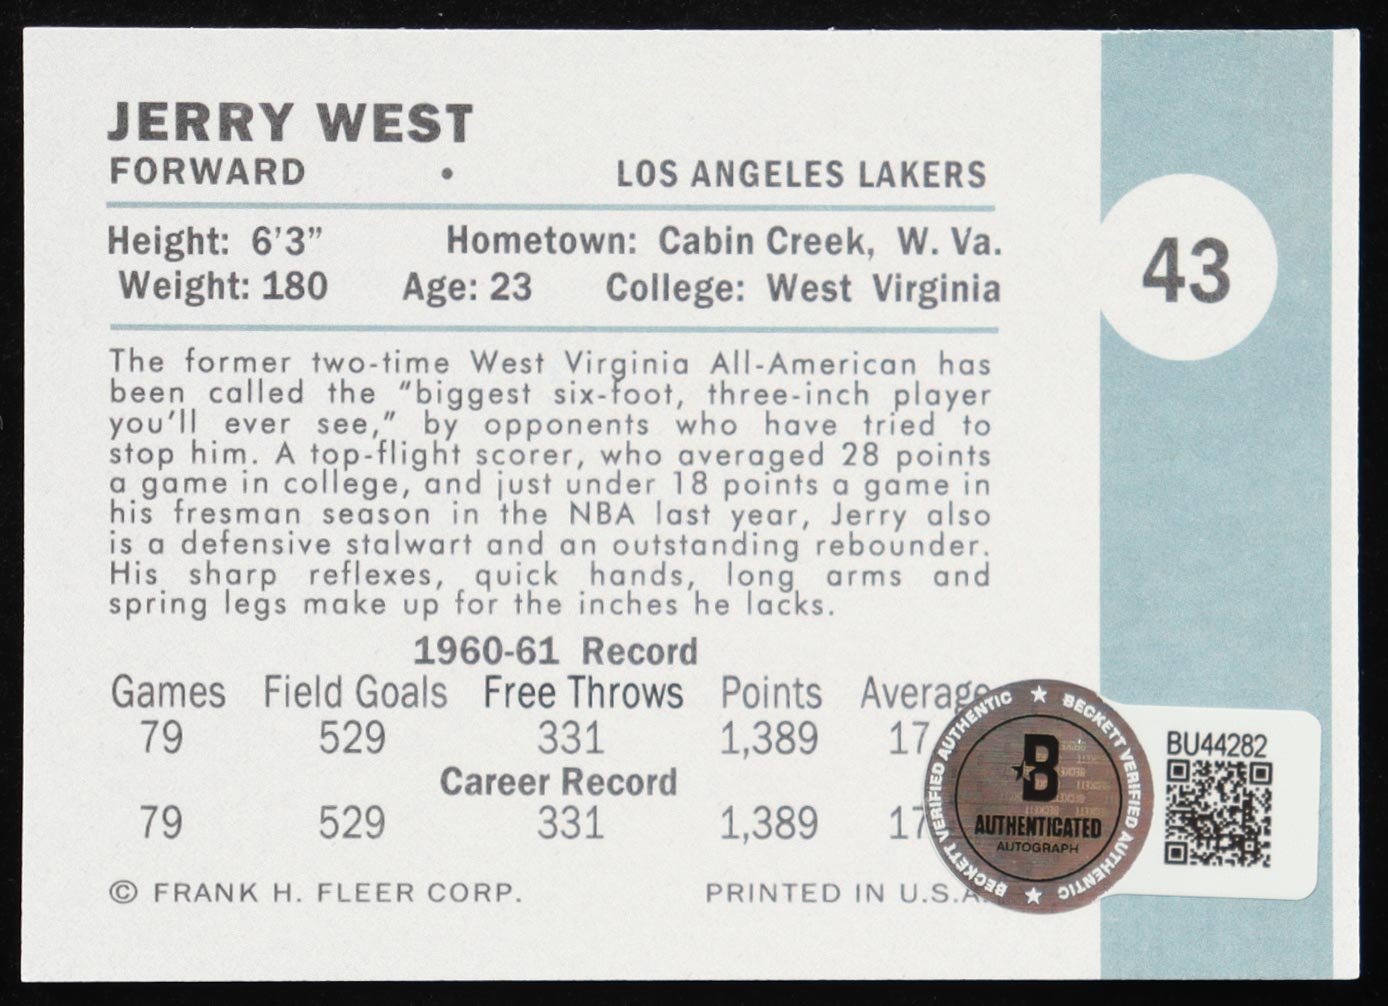 JERRY WEST
FORWARD • LOS ANGELES LAKERS
43
Height: 6'3" Hometown: Cabin Creek, W. Va.
Weight: 180 Age: 23 College: West Virginia
The former two-time West Virginia All-American has
been called the "biggest six-foot, three-inch player
you'll ever see," by opponents who have tried to
stop him. A top-flight scorer, who averaged 28 points
a game in college, and just under 18 points a game in
his fresman season in the NBA last year, Jerry also
is a defensive stalwart and an outstanding rebounder.
His sharp reflexes, quick hands, long arms and
spring legs make up for the inches he lacks.
1960-61 Record
Games Field Goals Free Throws Points Average
79 529 331 1,389 17
Career Record
79 529 331 1,389 17
© FRANK H. FLEER CORP. PRINTED IN U.S.A.
BECKETT VERIFIED AUTHENTIC ★ BECKETT VERIFIED AUTHENTIC ★
B
AUTHENTICATED
AUTOGRAPH
BU44282